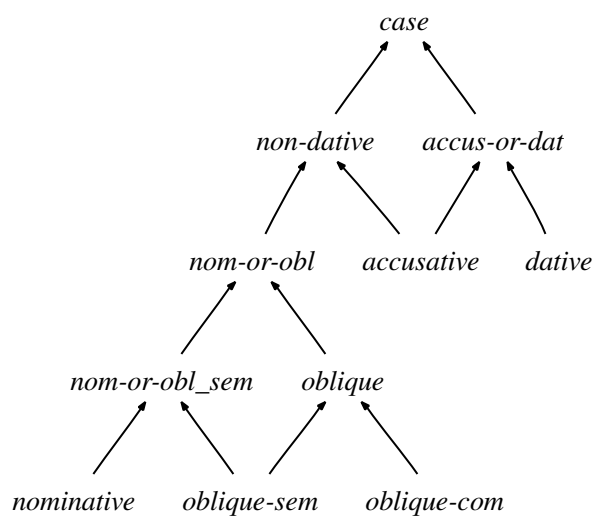 case
non-dative accus-or-dat
nom-or-obl accusative dative
nom-or-obl_sem oblique
nominative oblique-sem oblique-com